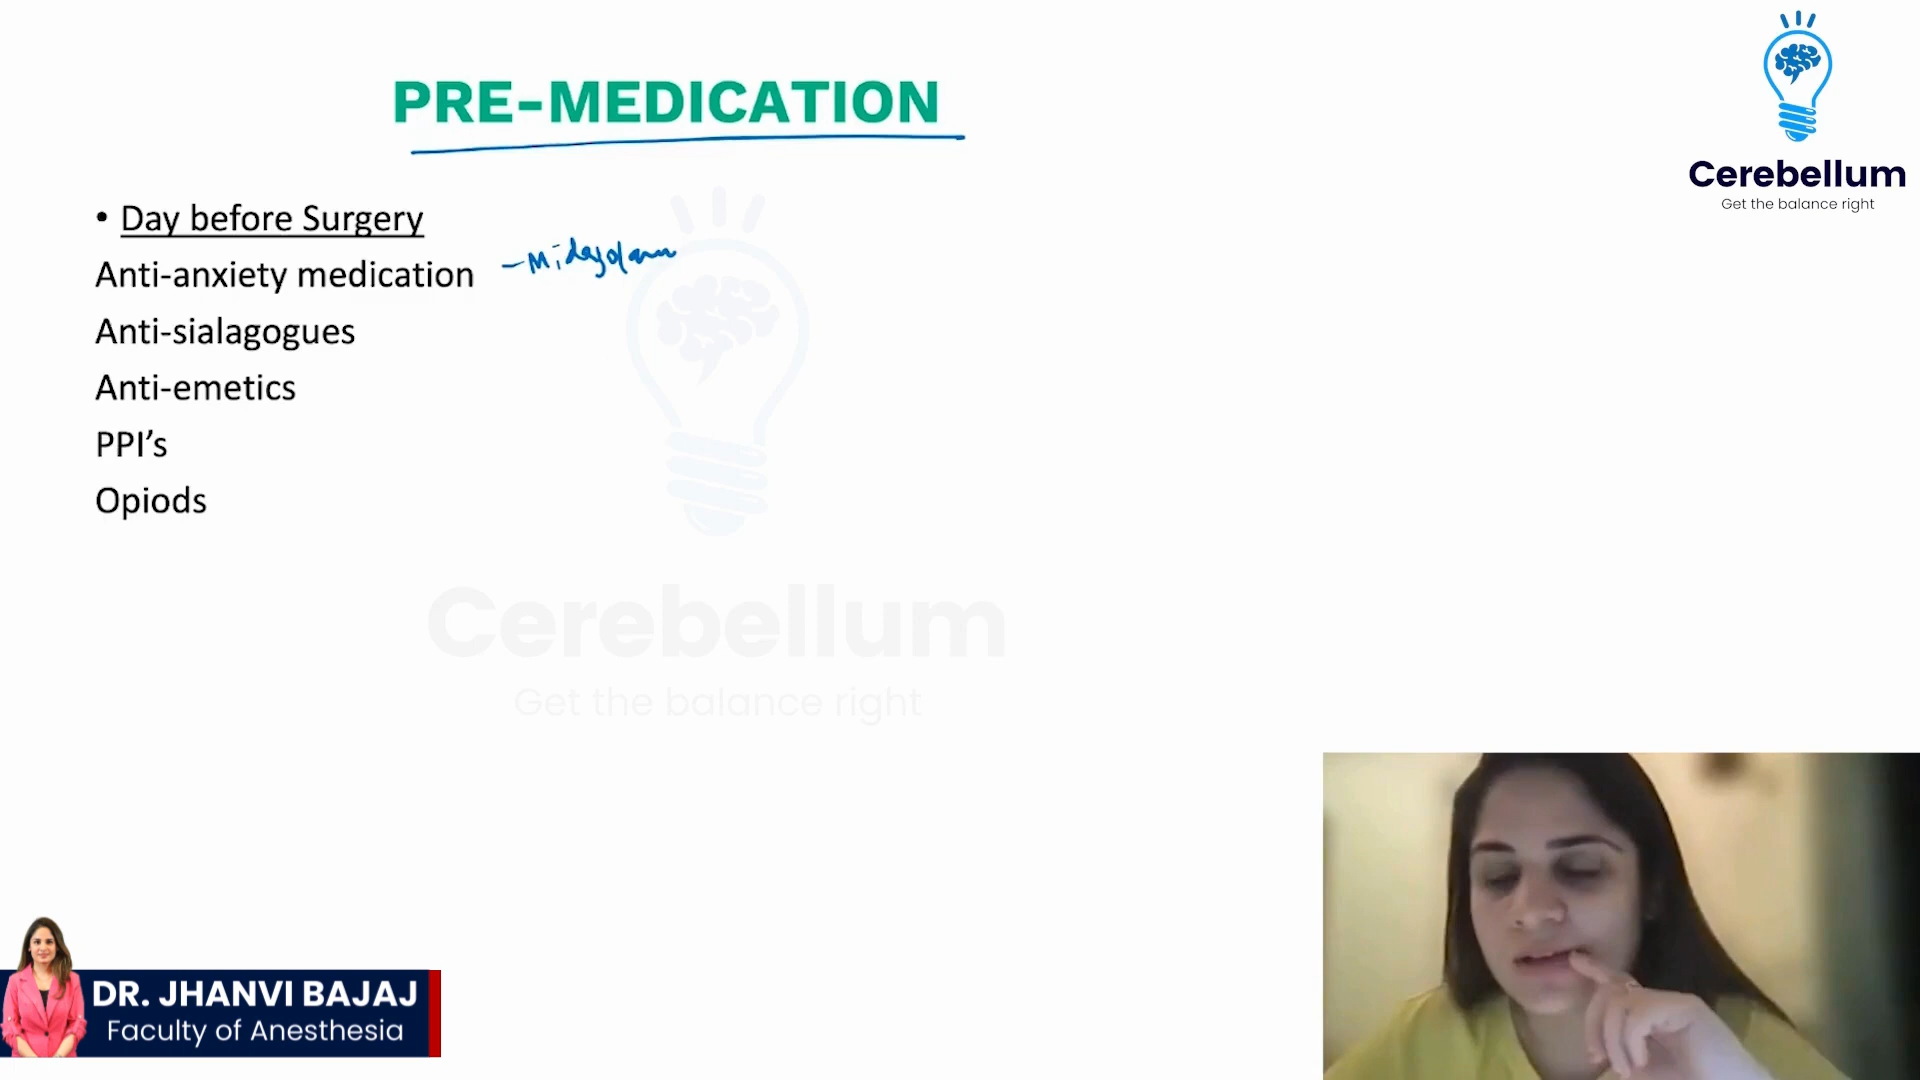 PRE-MEDICATION
Cerebellum
Get the balance right
• Day before Surgery
Anti-anxiety medication – Midazolam
Anti-sialagogues
Anti-emetics
PPI’s
Opiods
Cerebellum
Get the balance right
DR. JHANVI BAJAJ
Faculty of Anesthesia